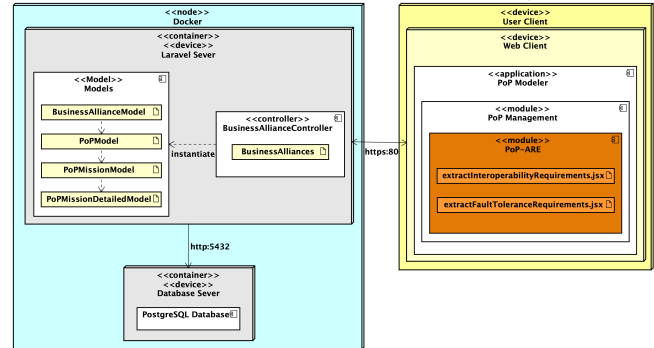 <<node>>
Docker
<<container>>
<<device>>
Laravel Sever
<<Model>>
Models
BusinessAllianceModel
PoPModel
PoPMissionModel
PoPMissionDetailedModel
instantiate
<<controller>>
BusinessAllianceController
BusinessAlliances
http:5432
<<container>>
<<device>>
Database Sever
PostgreSQL Database
https:80
<<device>>
User Client
<<device>>
Web Client
<<application>>
PoP Modeler
<<module>>
PoP Management
<<module>>
PoP-ARE
extractInteroperabilityRequirements.jsx
extractFaultToleranceRequirements.jsx